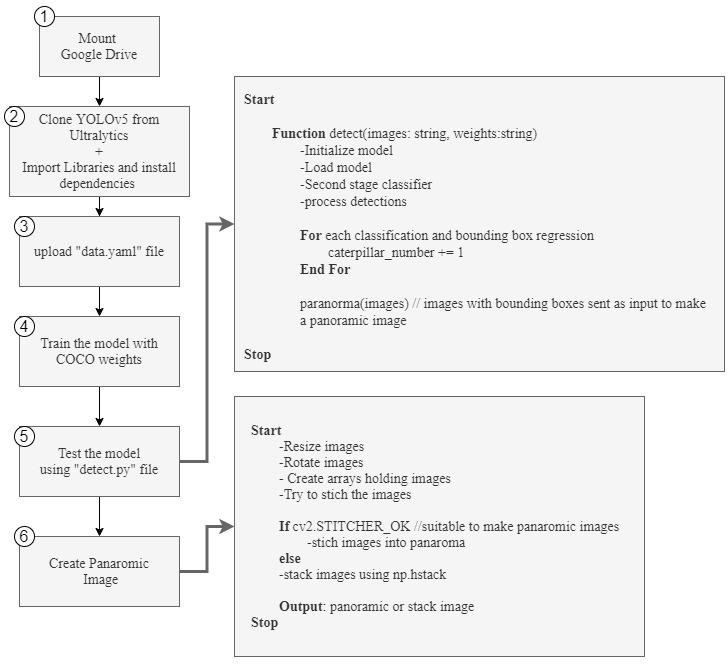 1
Mount
Google Drive
2
Clone YOLOv5 from
Ultralytics
+
Import Libraries and install
dependencies
3
upload "data.yaml" file
4
Train the model with
COCO weights
5
Test the model
using "detect.py" file
6
Create Panaromic
Image
Start
Function detect(images: string, weights:string)
-Initialize model
-Load model
-Second stage classifier
-process detections
For each classification and bounding box regression
caterpillar_number += 1
End For
paranorma(images) // images with bounding boxes sent as input to make
a panoramic image
Stop
Start
-Resize images
-Rotate images
- Create arrays holding images
-Try to stich the images
If cv2.STITCHER_OK //suitable to make panaromic images
-stich images into panaroma
else
-stack images using np.hstack
Output: panoramic or stack image
Stop